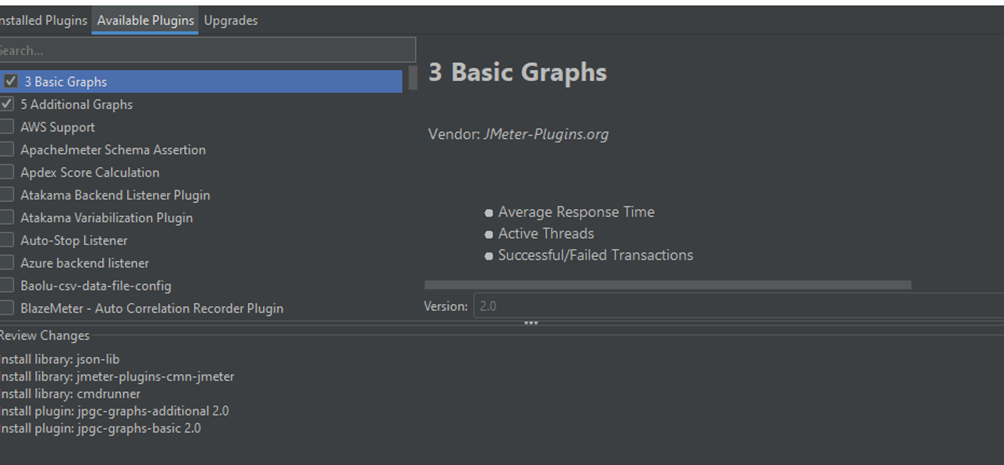 nstalled Plugins Available Plugins Upgrades
Search...
3 Basic Graphs
5 Additional Graphs
AWS Support
ApacheJmeter Schema Assertion
Apdex Score Calculation
Atakama Backend Listener Plugin
Atakama Variabilization Plugin
Auto-Stop Listener
Azure backend listener
Baolu-csv-data-file-config
BlazeMeter - Auto Correlation Recorder Plugin
3 Basic Graphs
Vendor: JMeter-Plugins.org
Average Response Time
Active Threads
Successful/Failed Transactions
Version: 2.0
Review Changes
nstall library: json-lib
nstall library: jmeter-plugins-cmn-jmeter
nstall library: cmdrunner
nstall plugin: jpgc-graphs-additional 2.0
nstall plugin: jpgc-graphs-basic 2.0